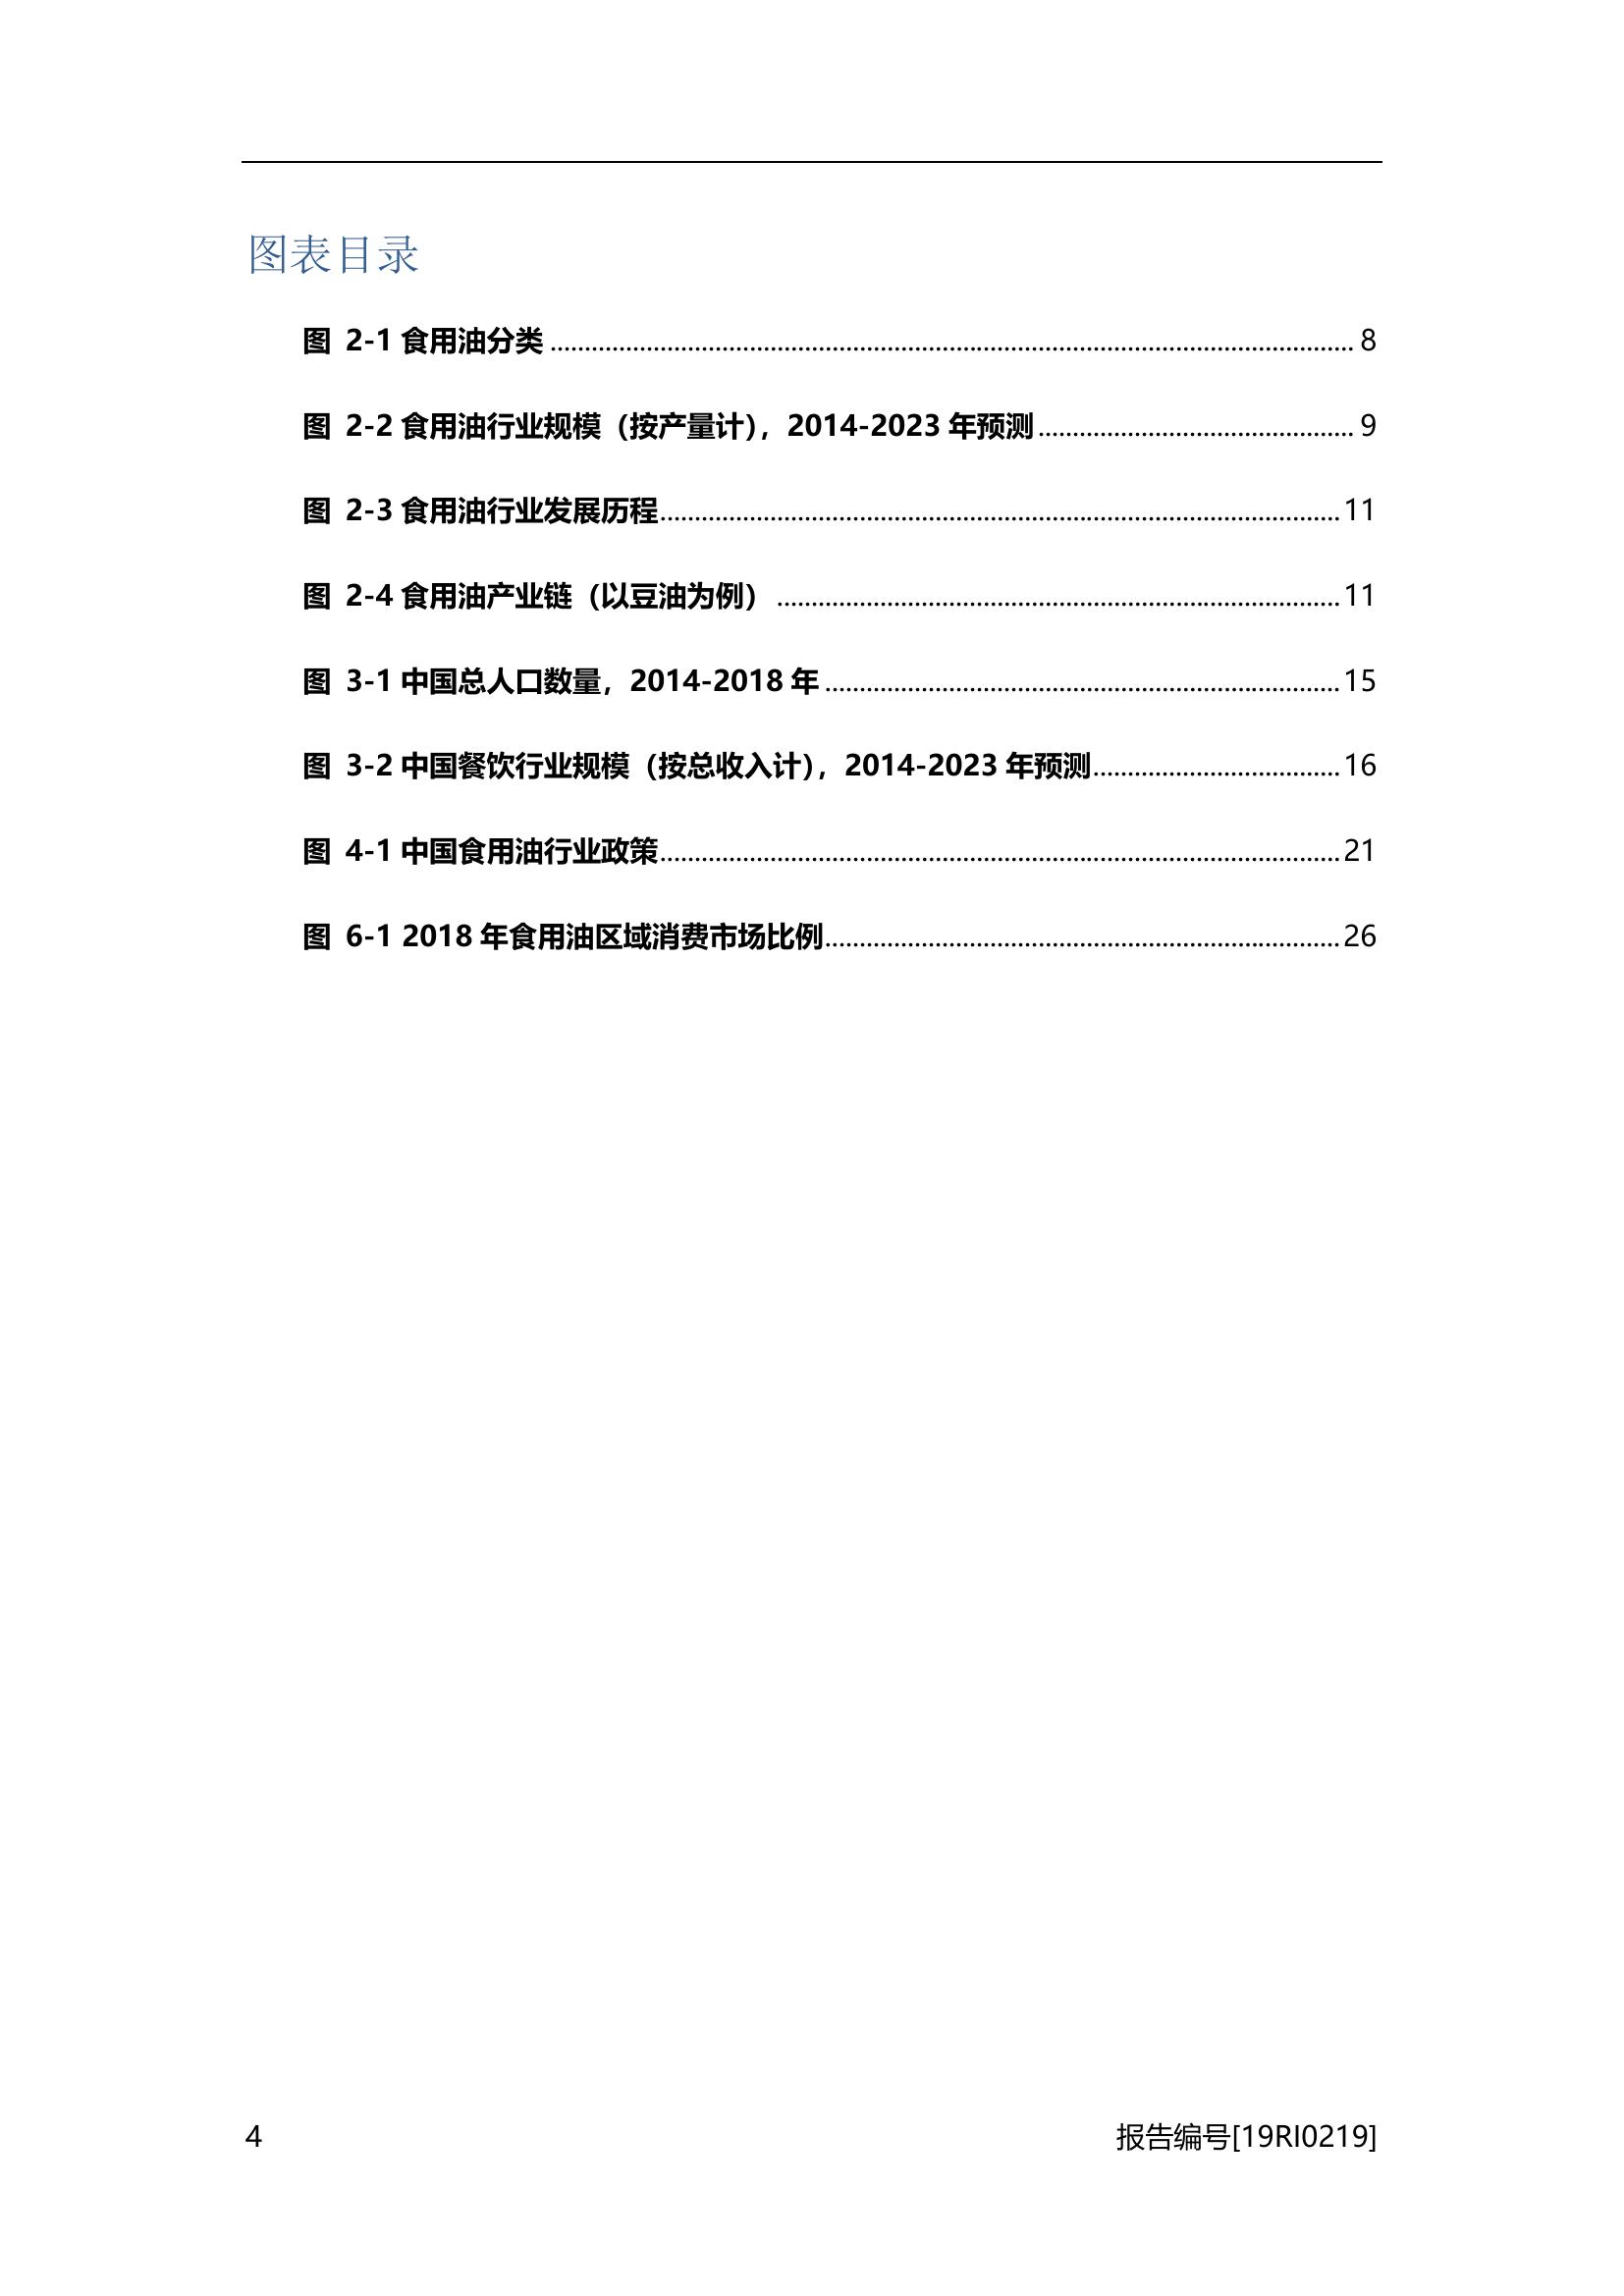 图表目录
图 2-1 食用油分类 ........ 8
图 2-2 食用油行业规模（按产量计），2014-2023 年预测 ........ 9
图 2-3 食用油行业发展历程 ........ 11
图 2-4 食用油产业链（以豆油为例） ........ 11
图 3-1 中国总人口数量，2014-2018 年 ........ 15
图 3-2 中国餐饮行业规模（按总收入计），2014-2023 年预测 ........ 16
图 4-1 中国食用油行业政策 ........ 21
图 6-1 2018 年食用油区域消费市场比例 ........ 26
4 报告编号[19RI0219]